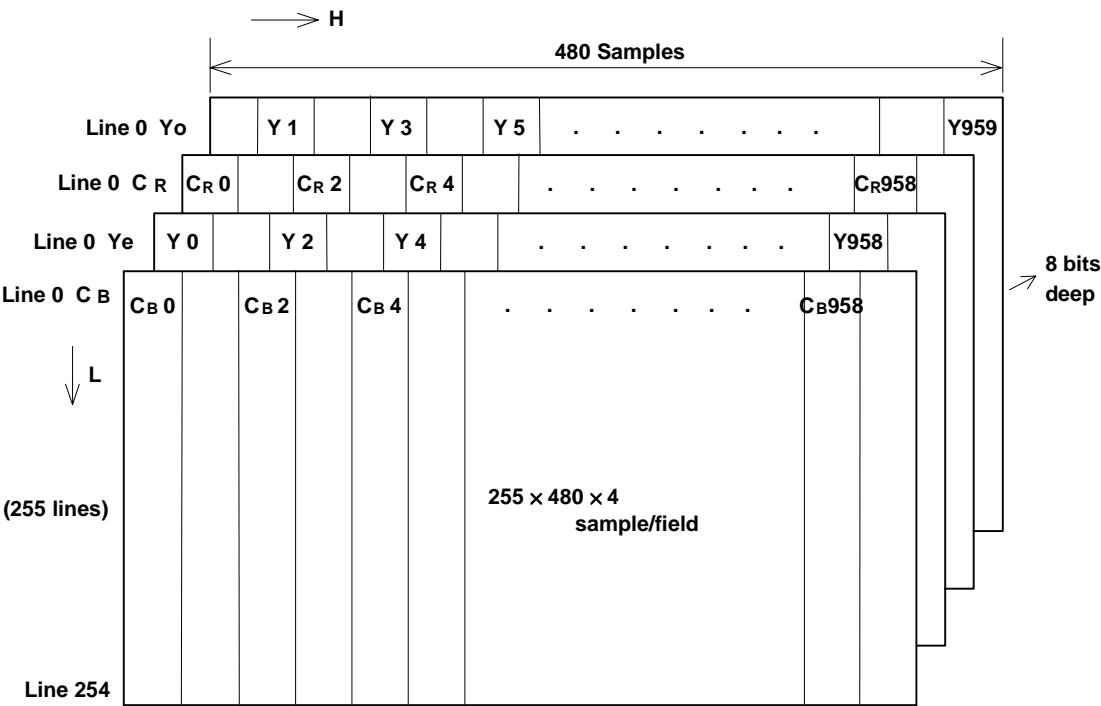 H
480 Samples
Line 0 Yo Y 1 Y 3 Y 5 . . . . . . . Y959
Line 0 CR CR 0 CR 2 CR 4 . . . . . . . CR958
Line 0 Ye Y 0 Y 2 Y 4 . . . . . . . Y958
Line 0 CB CB 0 CB 2 CB 4 . . . . . . . CB958
8 bits
deep
L
(255 lines)
255 × 480 × 4
sample/field
Line 254